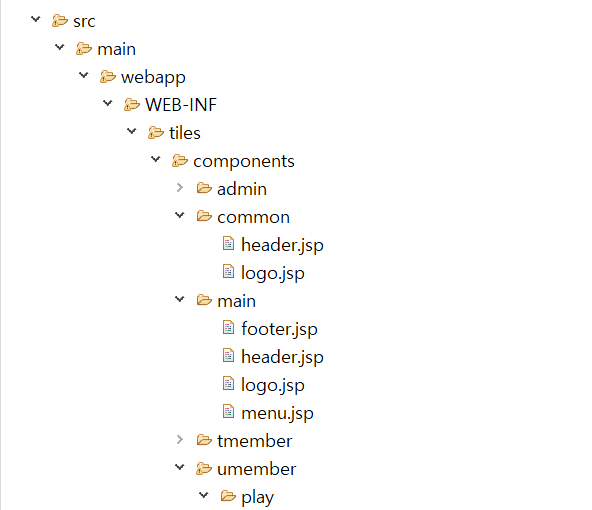 src
main
webapp
WEB-INF
tiles
components
admin
common
header.jsp
logo.jsp
main
footer.jsp
header.jsp
logo.jsp
menu.jsp
tmember
umember
play